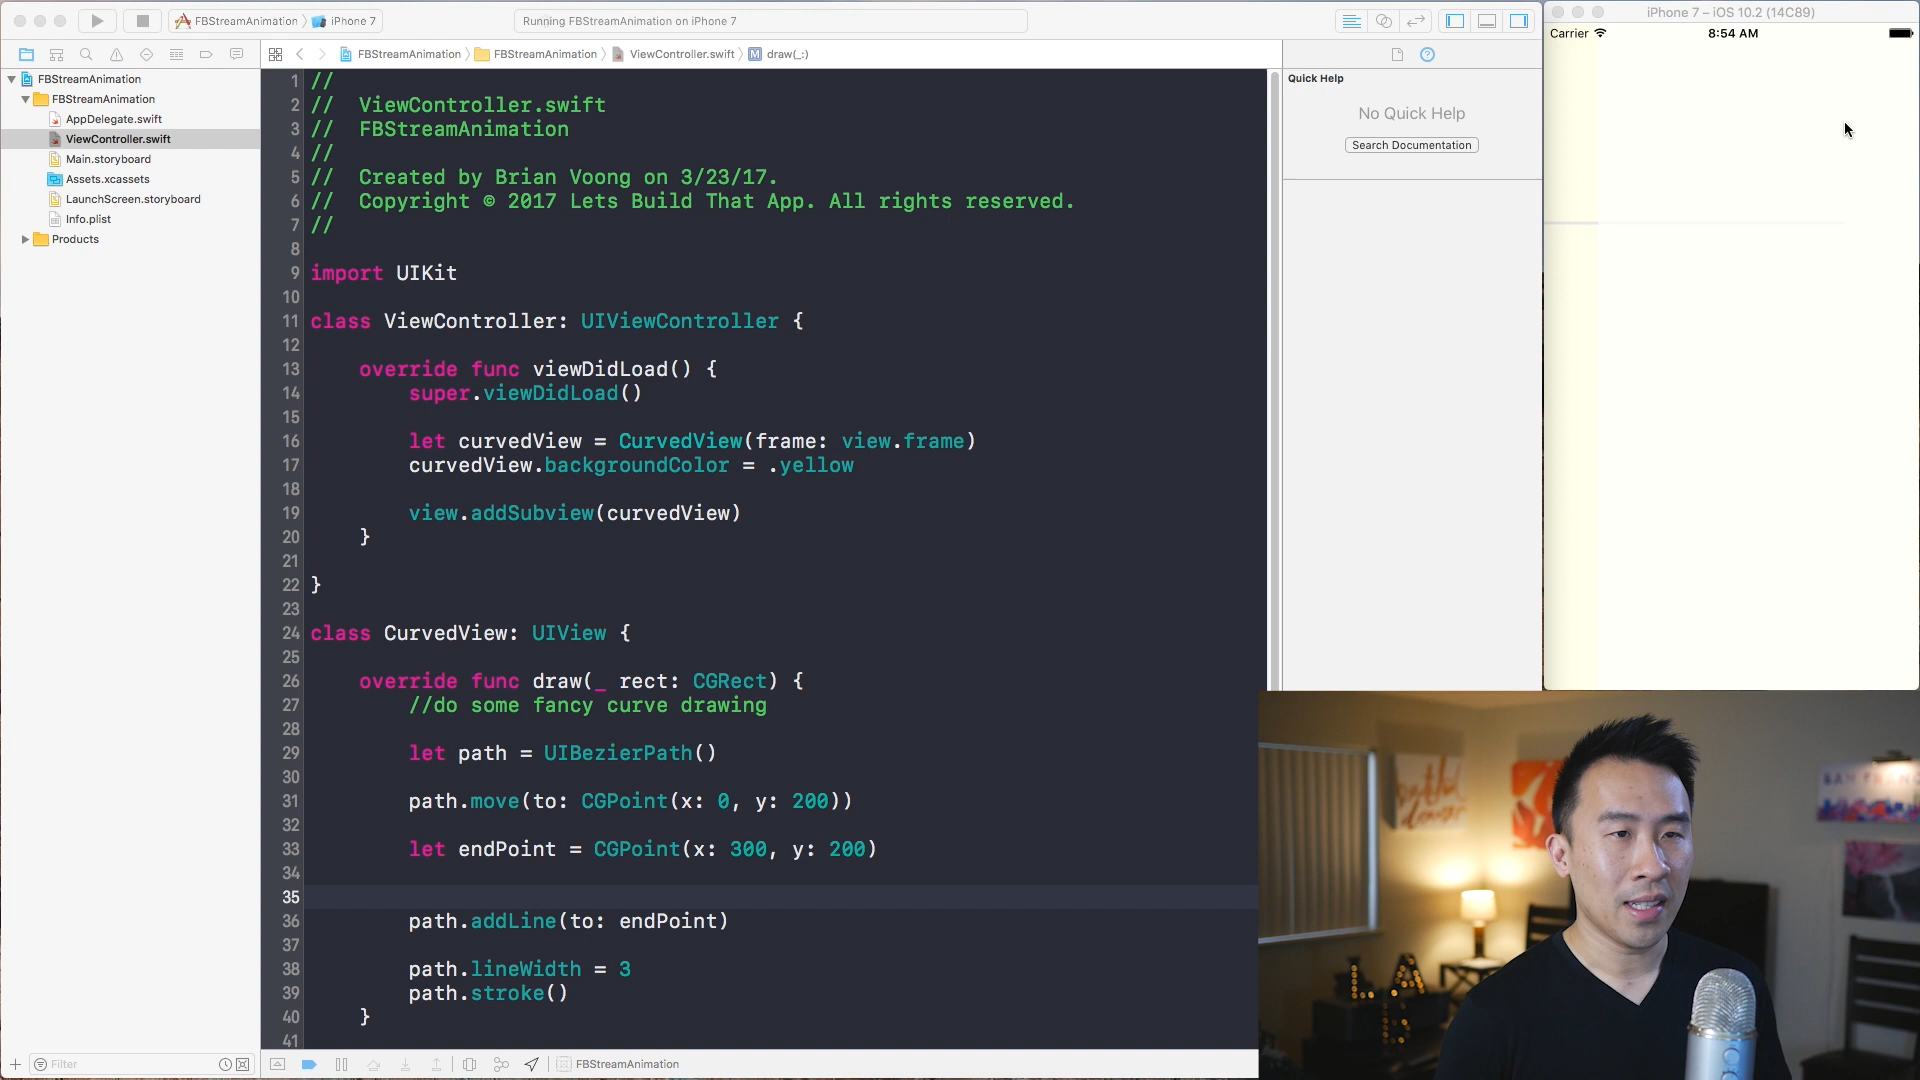 FBStreamAnimation
iPhone 7
Running FBStreamAnimation on iPhone 7
iPhone 7 – iOS 10.2 (14C89)
FBStreamAnimation
FBStreamAnimation
ViewController.swift
draw(_:)
Carrier
8:54 AM
FBStreamAnimation
FBStreamAnimation
AppDelegate.swift
ViewController.swift
Main.storyboard
Assets.xcassets
LaunchScreen.storyboard
Info.plist
Products
Filter
1 //
2 //  ViewController.swift
3 //  FBStreamAnimation
4 //
5 //  Created by Brian Voong on 3/23/17.
6 //  Copyright © 2017 Lets Build That App. All rights reserved.
7 //
8
9 import UIKit
10
11 class ViewController: UIViewController {
12
13     override func viewDidLoad() {
14         super.viewDidLoad()
15
16         let curvedView = CurvedView(frame: view.frame)
17         curvedView.backgroundColor = .yellow
18
19         view.addSubview(curvedView)
20     }
21
22 }
23
24 class CurvedView: UIView {
25
26     override func draw(_ rect: CGRect) {
27         //do some fancy curve drawing
28
29         let path = UIBezierPath()
30
31         path.move(to: CGPoint(x: 0, y: 200))
32
33         let endPoint = CGPoint(x: 300, y: 200)
34
35
36         path.addLine(to: endPoint)
37
38         path.lineWidth = 3
39         path.stroke()
40     }
41
FBStreamAnimation
Quick Help
No Quick Help
Search Documentation